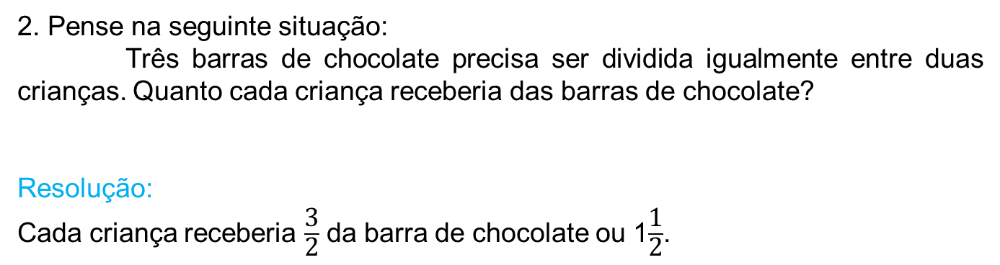 2. Pense na seguinte situação:
Três barras de chocolate precisa ser dividida igualmente entre duas
crianças. Quanto cada criança receberia das barras de chocolate?
Resolução:
Cada criança receberia 3/2 da barra de chocolate ou 1 1/2.